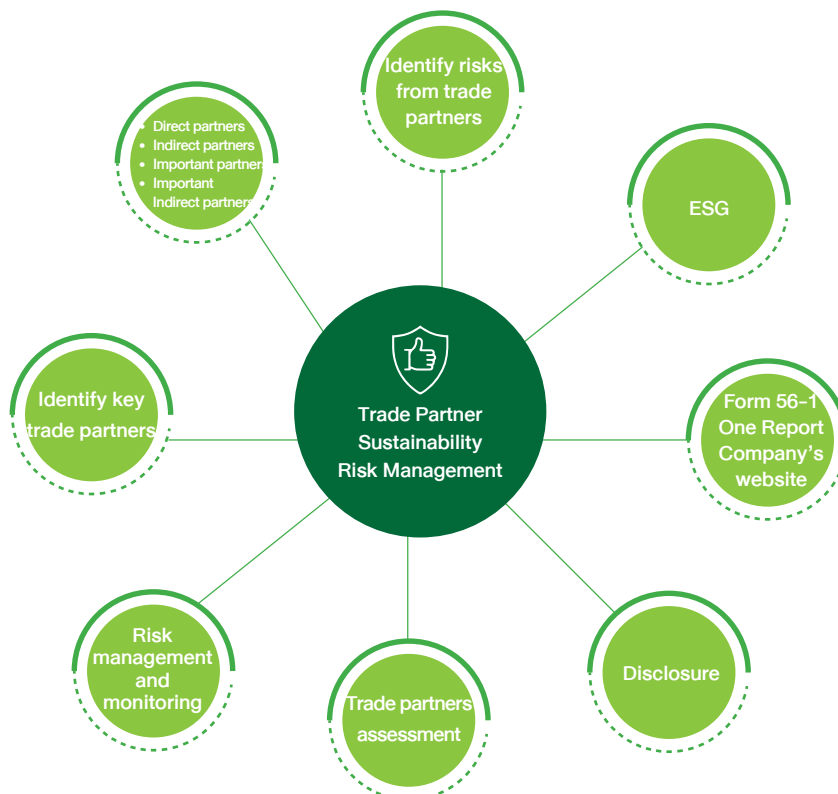 Identify risks
from trade
partners
• Direct partners
• Indirect partners
• Important partners
• Important
Indirect partners
ESG
Trade Partner
Sustainability
Risk Management
Identify key
trade partners
Form 56-1
One Report
Company's
website
Risk
management
and
monitoring
Trade partners
assessment
Disclosure